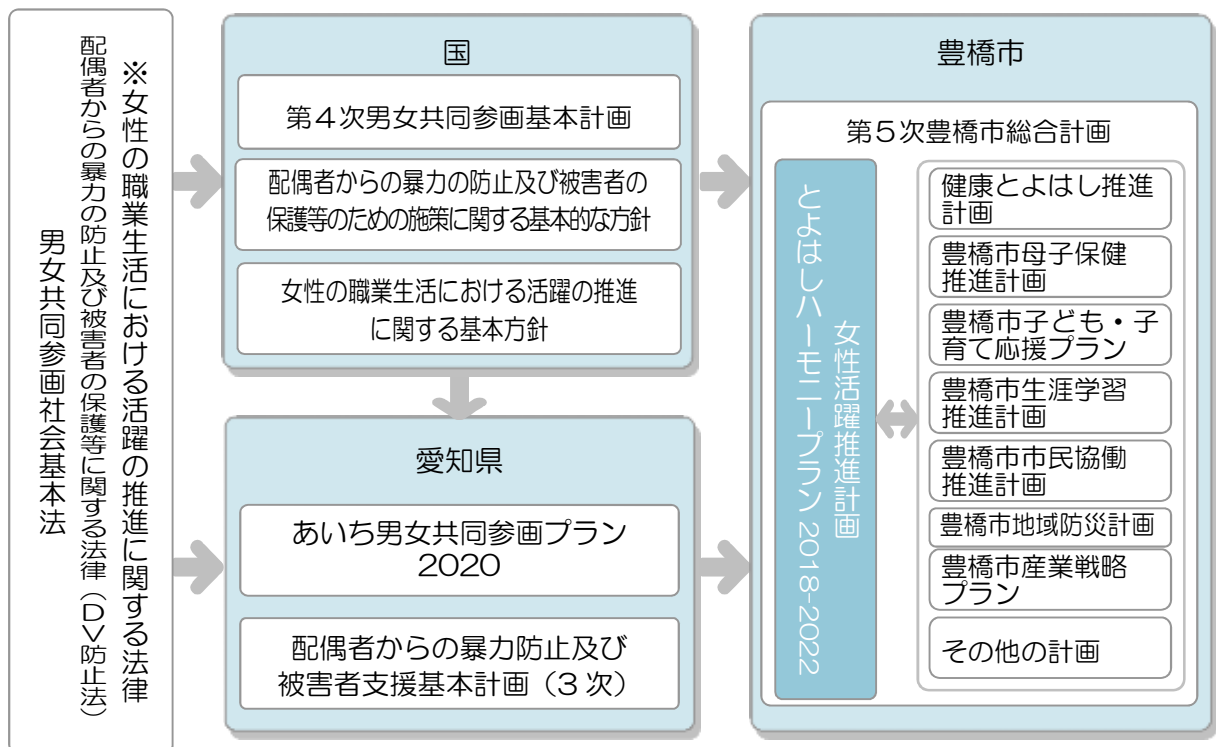 ※女性の職業生活における活躍の推進に関する法律
配偶者からの暴力の防止及び被害者の保護等に関する法律（DV防止法）
男女共同参画社会基本法
国
第4次男女共同参画基本計画
配偶者からの暴力の防止及び被害者の
保護等のための施策に関する基本的な方針
女性の職業生活における活躍の推進
に関する基本方針
愛知県
あいち男女共同参画プラン
2020
配偶者からの暴力防止及び
被害者支援基本計画（3次）
豊橋市
第5次豊橋市総合計画
女性活躍推進計画
とよはしハーモニープラン2018-2022
健康とよはし推進
計画
豊橋市母子保健
推進計画
豊橋市子ども・子
育て応援プラン
豊橋市生涯学習
推進計画
豊橋市市民協働
推進計画
豊橋市地域防災計画
豊橋市産業戦略
プラン
その他の計画